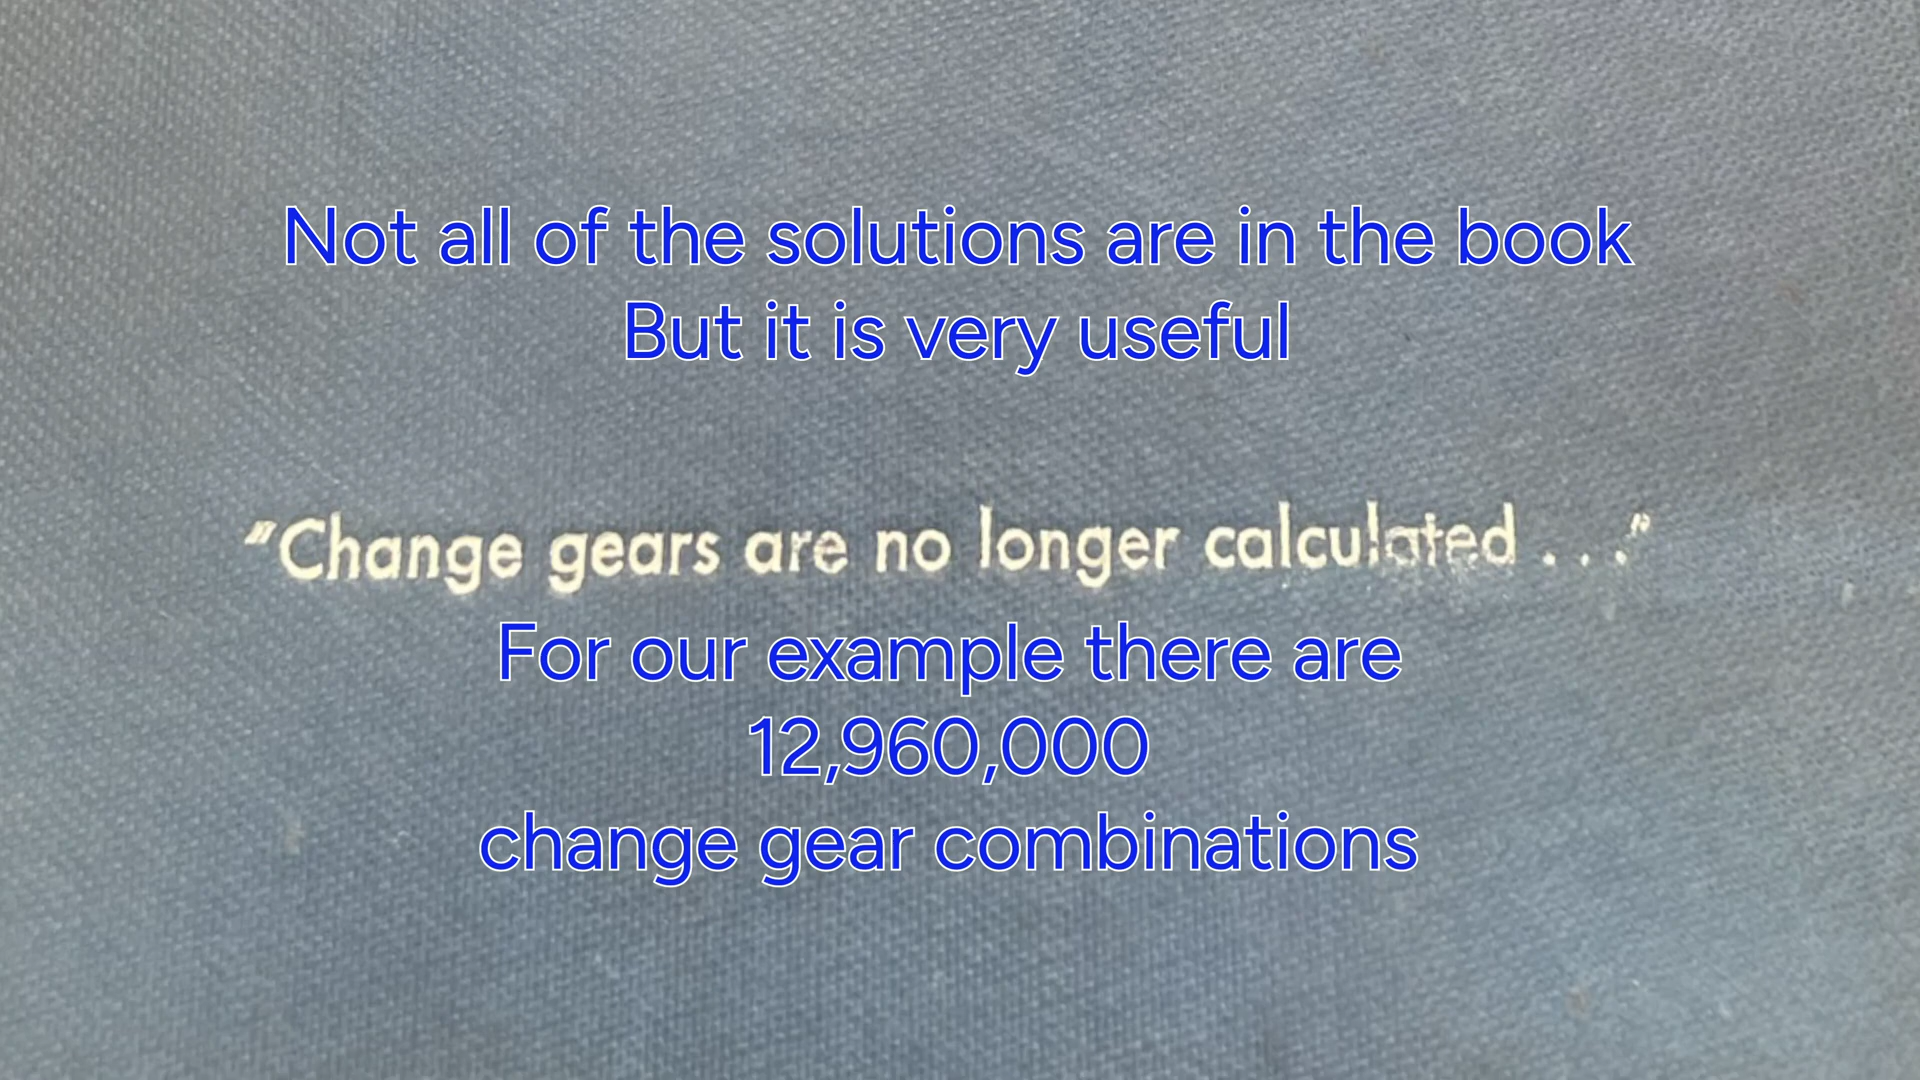 Not all of the solutions are in the book
But it is very useful
"Change gears are no longer calculated . . ."
For our example there are
12,960,000
change gear combinations